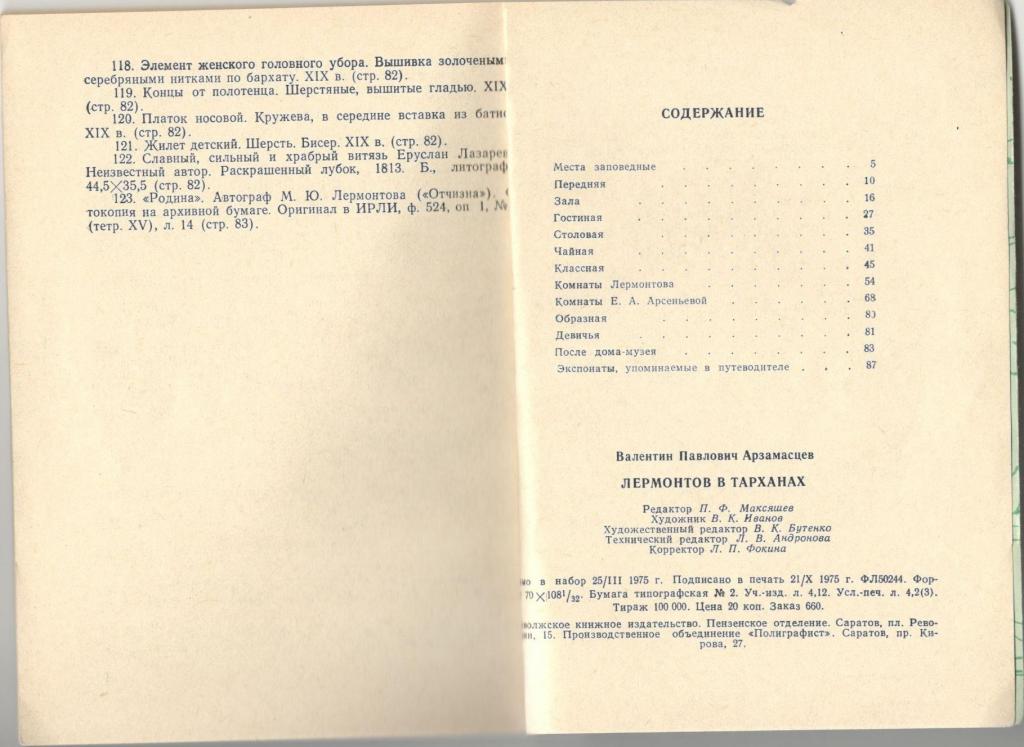 118. Элемент женского головного убора. Вышивка золочеными
серебряными нитками по бархату. XIX в. (стр. 82).
119. Концы от полотенца. Шерстяные, вышитые гладью. XIX
(стр. 82).
120. Платок носовой. Кружева, в середине вставка из
XIX в. (стр. 82).
121. Жилет детский. Шерсть. Бисер. XIX в. (стр. 82).
122. Славный, сильный и храбрый витязь Еруслан
Неизвестный автор. Раскрашенный лубок, 1813. Б.,
44,5×35,5 (стр. 82).
123. «Родина». Автограф М. Ю. Лермонтова («Отчизна»).
токопия на архивной бумаге. Оригинал в ИРЛИ, ф. 524, оп 1, №
(тетр. XV), л. 14 (стр. 83).
СОДЕРЖАНИЕ
Места заповедные . . . . . . . . 5
Передняя . . . . . . . . 10
Зала . . . . . . . . . 16
Гостиная . . . . . . . . 27
Столовая . . . . . . . . 35
Чайная . . . . . . . . . 41
Классная . . . . . . . . . 45
Комнаты Лермонтова . . . . . . . 54
Комнаты Е. А. Арсеньевой . . . . . . 68
Образная . . . . . . . . 80
Девичья . . . . . . . . . 81
После дома-музея . . . . . . . . 83
Экспонаты, упоминаемые в путеводителе . . . 87
Валентин Павлович Арзамасцев
ЛЕРМОНТОВ В ТАРХАНАХ
Редактор П. Ф. Максяшев
Художник В. К. Иванов
Художественный редактор В. К. Бутенко
Технический редактор Л. В. Андронова
Корректор Л. П. Фокина
в набор 25/III 1975 г. Подписано в печать 21/X 1975 г. ФЛ50244. Фор-
70×108 1/32. Бумага типографская № 2. Уч.-изд. л. 4,12. Усл.-печ. л. 4,2(3).
Тираж 100 000. Цена 20 коп. Заказ 660.
волжское книжное издательство. Пензенское отделение. Саратов, пл. Рево-
15. Производственное объединение «Полиграфист». Саратов, пр. Ки-
рова, 27.